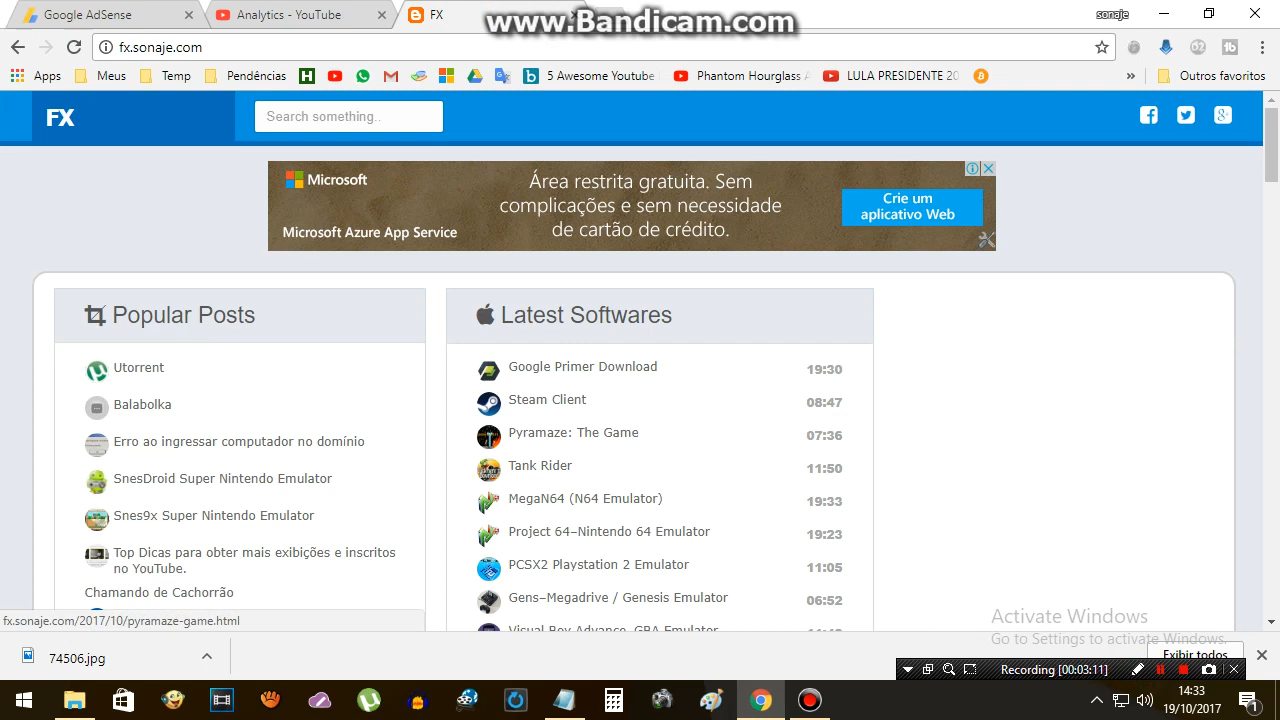 Google AdSense
Analytics - YouTube
FX
www.Bandicam.com
sonaje
fx.sonaje.com
Apps
Meus
Temp
Pendências
5 Awesome Youtube
Phantom Hourglass A
LULA PRESIDENTE 20
Outros favoritos
FX
Search something..
Microsoft
Microsoft Azure App Service
Área restrita gratuita. Sem
complicações e sem necessidade
de cartão de crédito.
Crie um
aplicativo Web
Popular Posts
Utorrent
Balabolka
Erro ao ingressar computador no domínio
SnesDroid Super Nintendo Emulator
Snes9x Super Nintendo Emulator
Top Dicas para obter mais exibições e inscritos
no YouTube.
Chamando de Cachorrão
Latest Softwares
Google Primer Download 19:30
Steam Client 08:47
Pyramaze: The Game 07:36
Tank Rider 11:50
MegaN64 (N64 Emulator) 19:33
Project 64–Nintendo 64 Emulator 19:23
PCSX2 Playstation 2 Emulator 11:05
Gens–Megadrive / Genesis Emulator 06:52
Visual Boy Advance, GBA Emulator
fx.sonaje.com/2017/10/pyramaze-game.html
Activate Windows
Go to Settings to activate Windows.
74506.jpg
Exibir todos
Recording [00:03:11]
14:33
19/10/2017